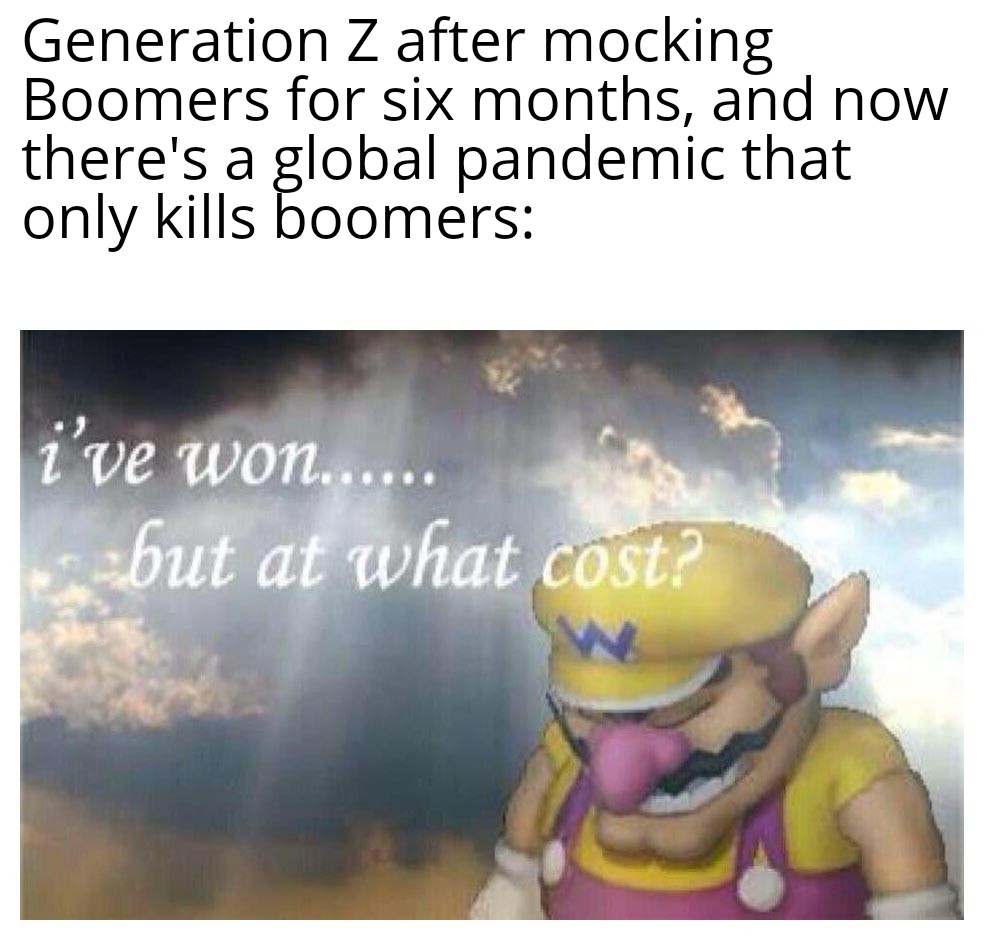 Generation Z after mocking
Boomers for six months, and now
there's a global pandemic that
only kills boomers:
i've won......
but at what cost?
W